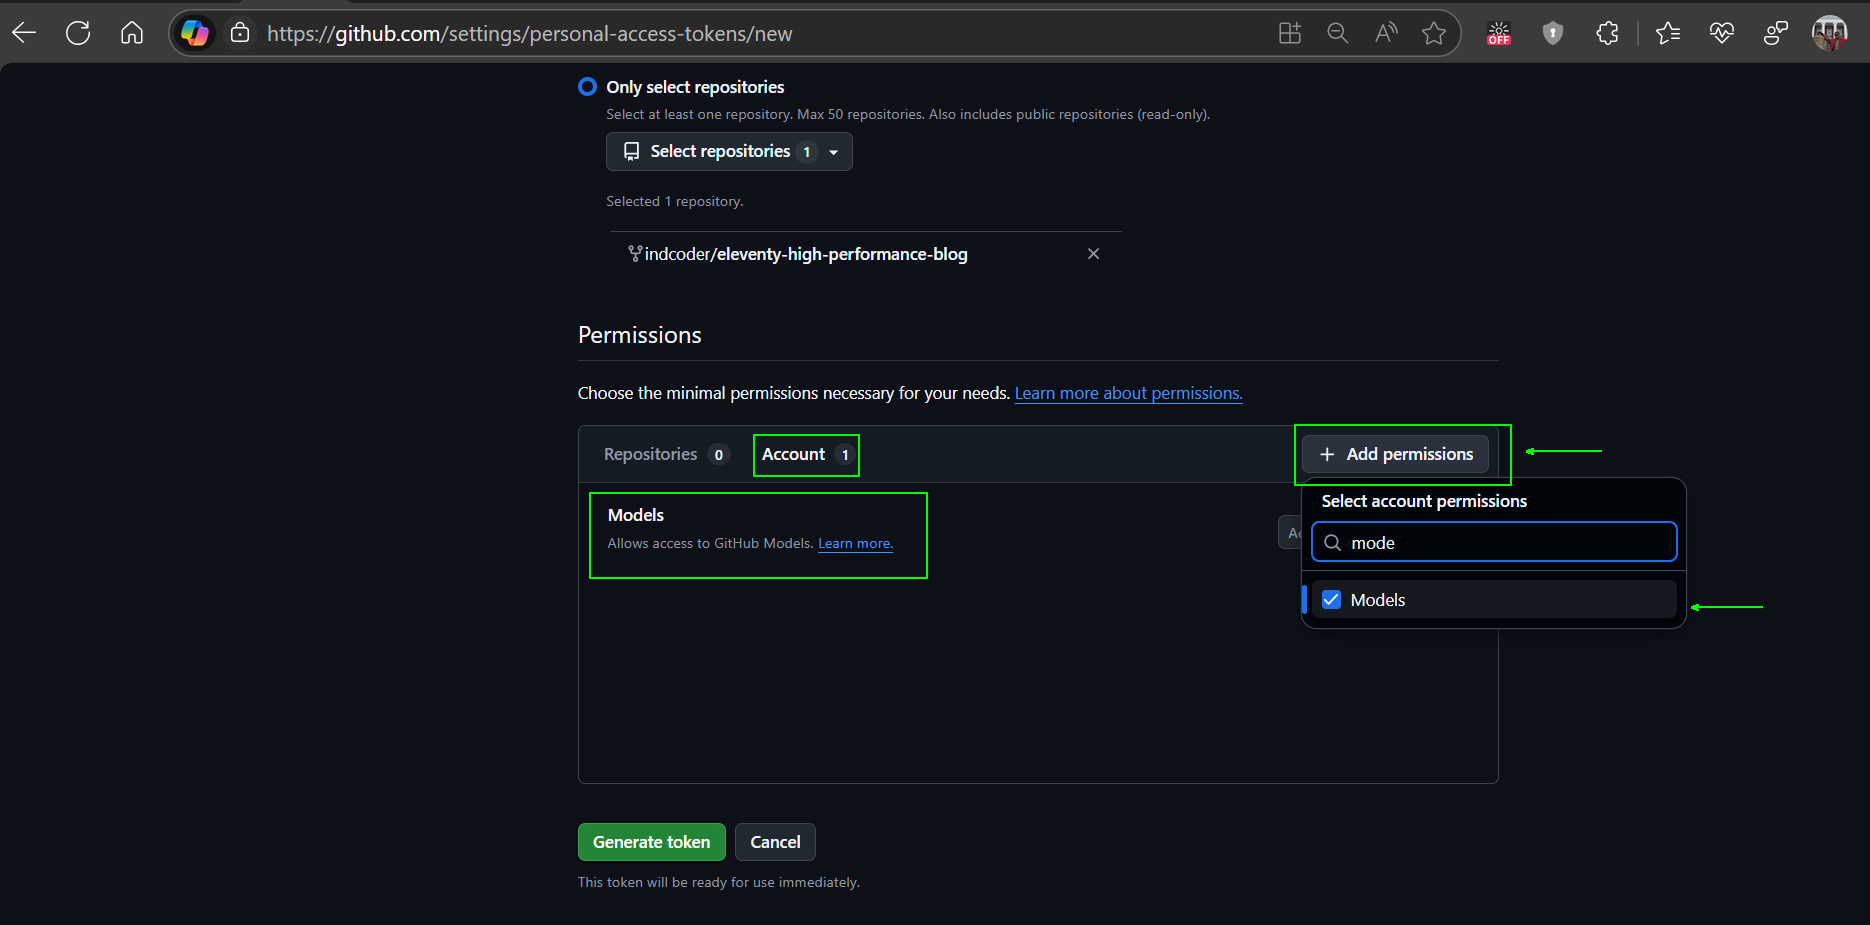 https://github.com/settings/personal-access-tokens/new
OFF
Only select repositories
Select at least one repository. Max 50 repositories. Also includes public repositories (read-only).
Select repositories 1
Selected 1 repository.
indcoder/eleventy-high-performance-blog
Permissions
Choose the minimal permissions necessary for your needs. Learn more about permissions.
Repositories 0 Account 1 Add permissions
Select account permissions
Models
Allows access to GitHub Models. Learn more.
mode
Models
Generate token Cancel
This token will be ready for use immediately.